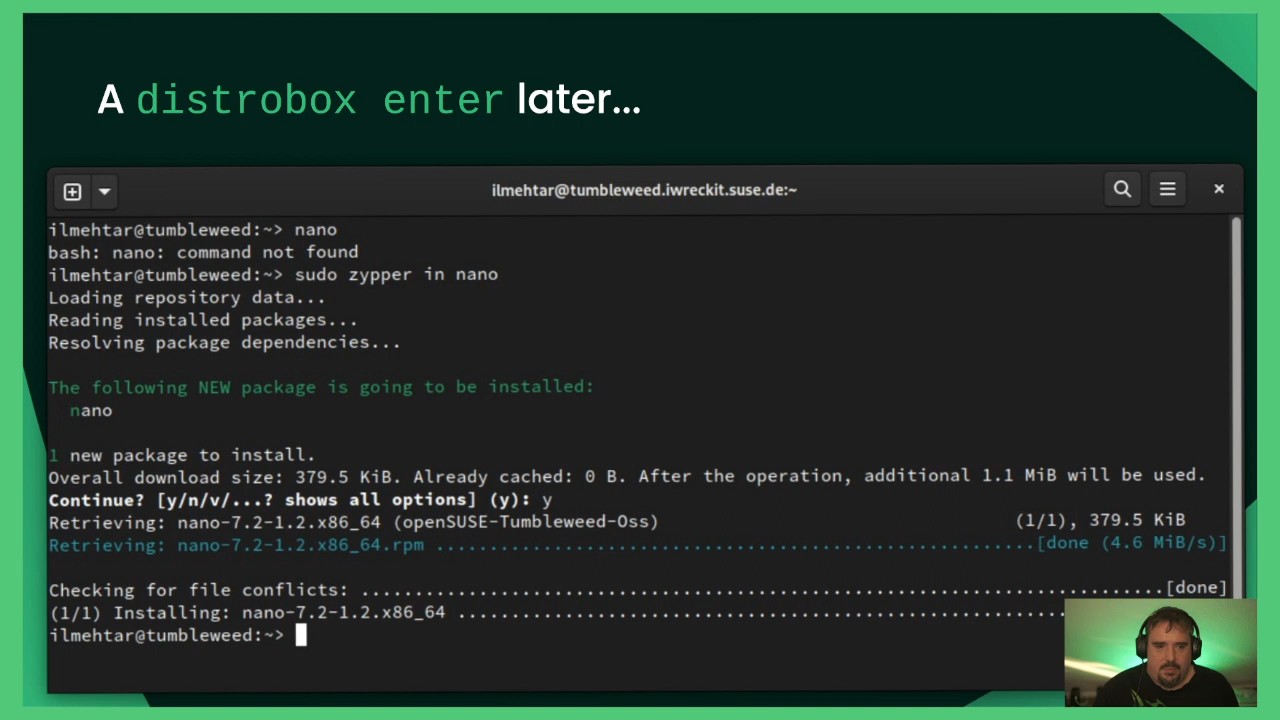 A distrobox enter later...
ilmehtar@tumbleweed.iwreckit.suse.de:~
ilmehtar@tumbleweed:~> nano
bash: nano: command not found
ilmehtar@tumbleweed:~> sudo zypper in nano
Loading repository data...
Reading installed packages...
Resolving package dependencies...
The following NEW package is going to be installed:
nano
1 new package to install.
Overall download size: 379.5 KiB. Already cached: 0 B. After the operation, additional 1.1 MiB will be used.
Continue? [y/n/v/...? shows all options] (y): y
Retrieving: nano-7.2-1.2.x86_64 (openSUSE-Tumbleweed-Oss) (1/1), 379.5 KiB
Retrieving: nano-7.2-1.2.x86_64.rpm ........................................................[done (4.6 MiB/s)]
Checking for file conflicts: ...........................................................................[done]
(1/1) Installing: nano-7.2-1.2.x86_64 .........................................................
ilmehtar@tumbleweed:~>